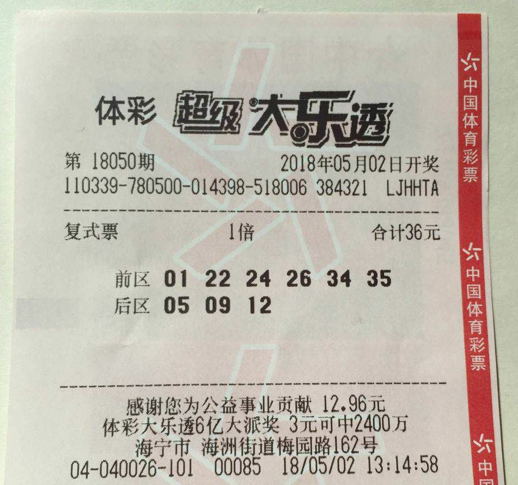 体彩 超级大乐透
第 18050期 2018年05月02日开奖
110339-780500-014398-518006 384321 LJHHTA
复式票 1倍 合计36元
前区 01 22 24 26 34 35
后区 05 09 12
感谢您为公益事业贡献 12.96元
体彩大乐透6亿大派奖 3元可中2400万
海宁市 海洲街道梅园路162号
04-040026-101 00085 18/05/02 13:14:58
中国体育彩票
中国体育彩票
中国